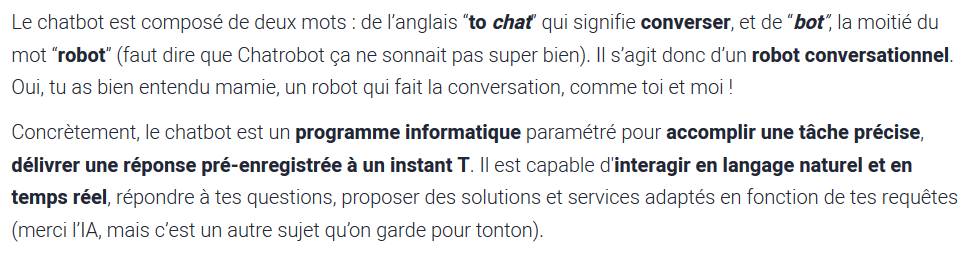 Le chatbot est composé de deux mots : de l’anglais “to chat” qui signifie converser, et de “bot”, la moitié du
mot “robot” (faut dire que Chatrobot ça ne sonnait pas super bien). Il s’agit donc d’un robot conversationnel.
Oui, tu as bien entendu mamie, un robot qui fait la conversation, comme toi et moi !
Concrètement, le chatbot est un programme informatique paramétré pour accomplir une tâche précise,
délivrer une réponse pré-enregistrée à un instant T. Il est capable d'interagir en langage naturel et en
temps réel, répondre à tes questions, proposer des solutions et services adaptés en fonction de tes requêtes
(merci l’IA, mais c’est un autre sujet qu’on garde pour tonton).